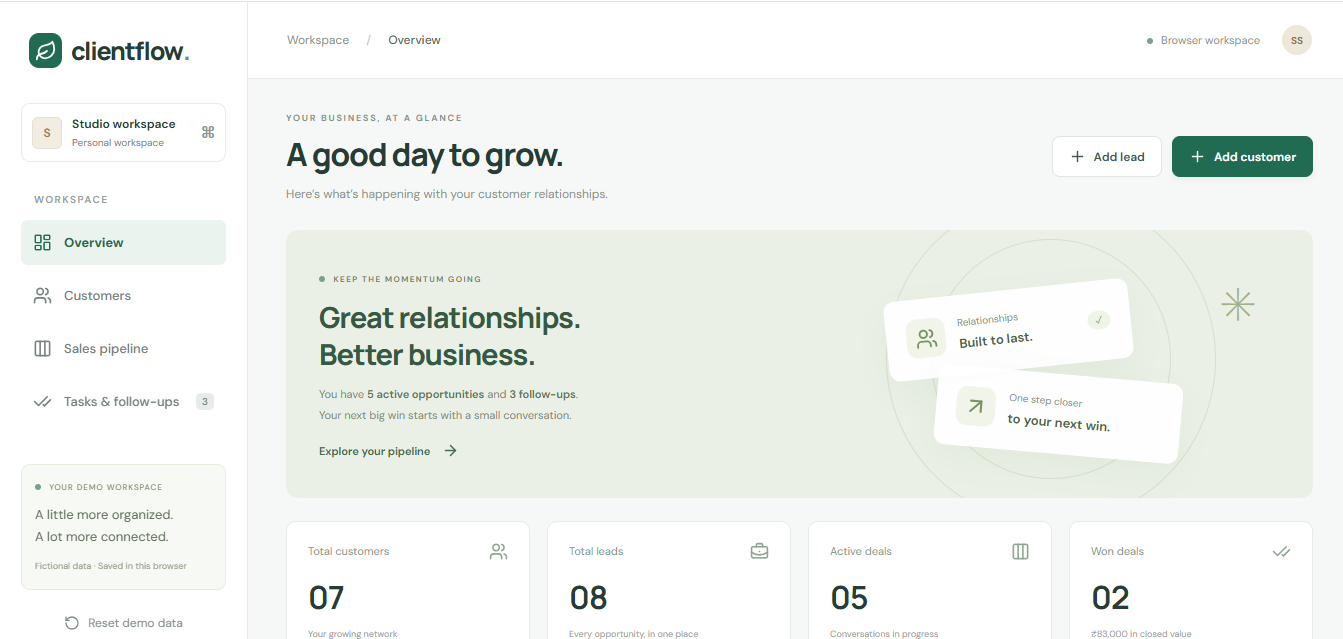 clientflow.
S
Studio workspace
Personal workspace
⌘
WORKSPACE
Overview
Customers
Sales pipeline
Tasks & follow-ups 3
YOUR DEMO WORKSPACE
A little more organized.
A lot more connected.
Fictional data · Saved in this browser
Reset demo data
Workspace / Overview
Browser workspace
SS
YOUR BUSINESS, AT A GLANCE
A good day to grow.
Here's what's happening with your customer relationships.
Add lead
Add customer
KEEP THE MOMENTUM GOING
Great relationships.
Better business.
You have 5 active opportunities and 3 follow-ups.
Your next big win starts with a small conversation.
Explore your pipeline →
Relationships
Built to last.
✓
One step closer
to your next win.
Total customers
07
Your growing network
Total leads
08
Every opportunity, in one place
Active deals
05
Conversations in progress
Won deals
02
₹83,000 in closed value